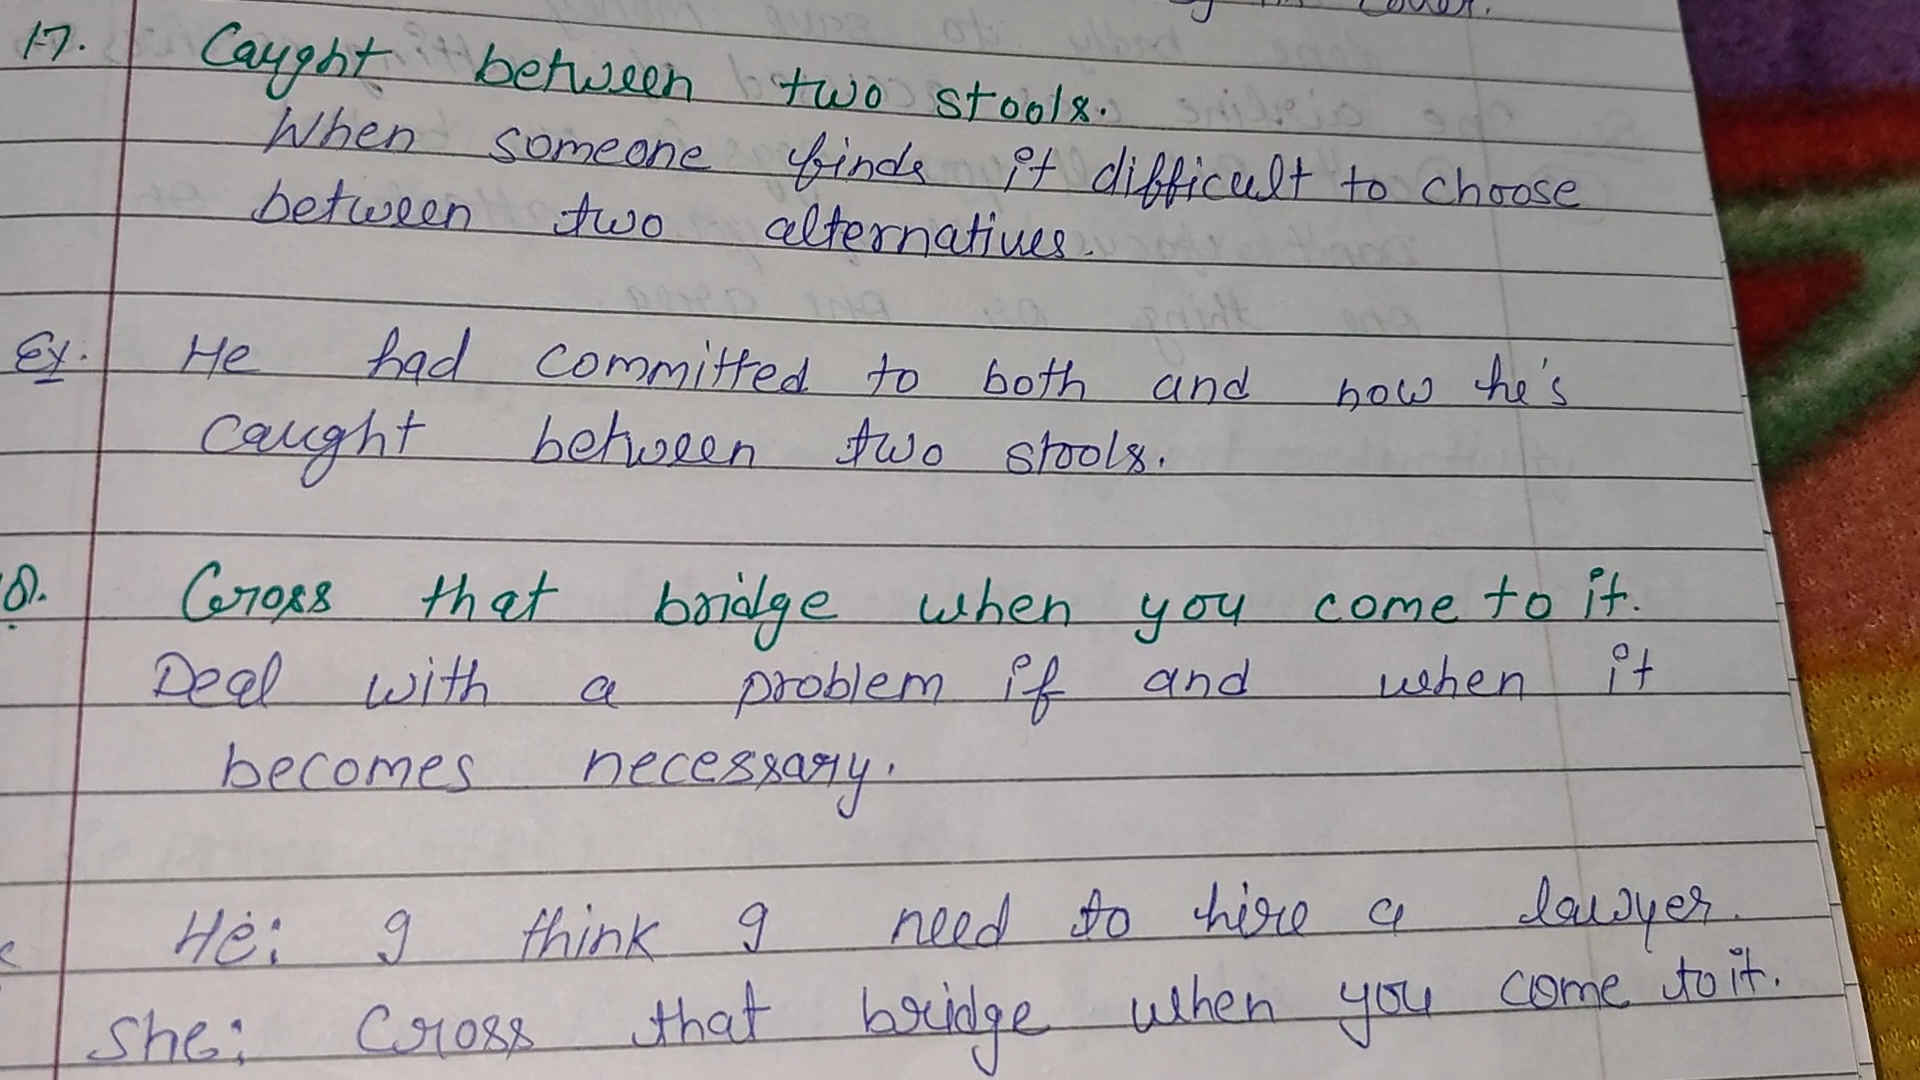 cover.
17. Caught between two stools.
When someone finds it difficult to choose
between two alternatives.
Ex. He had committed to both and now he's
caught between two stools.
8. Cross that bridge when you come to it.
Deal with a problem if and when it
becomes necessary.
He: I think I need to hire a lawyer.
She: Cross that bridge when you come to it.